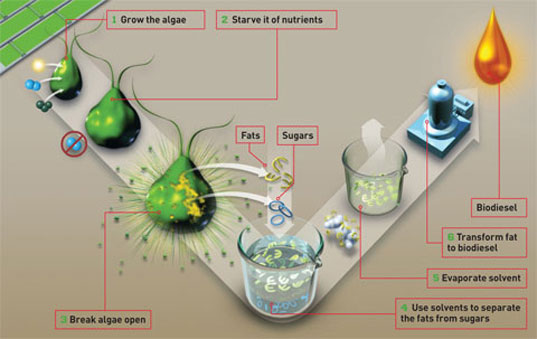 1 Grow the algae
2 Starve it of nutrients
Fats
Sugars
3 Break algae open
4 Use solvents to separate
the fats from sugars
5 Evaporate solvent
6 Transform fat
to biodiesel
Biodiesel